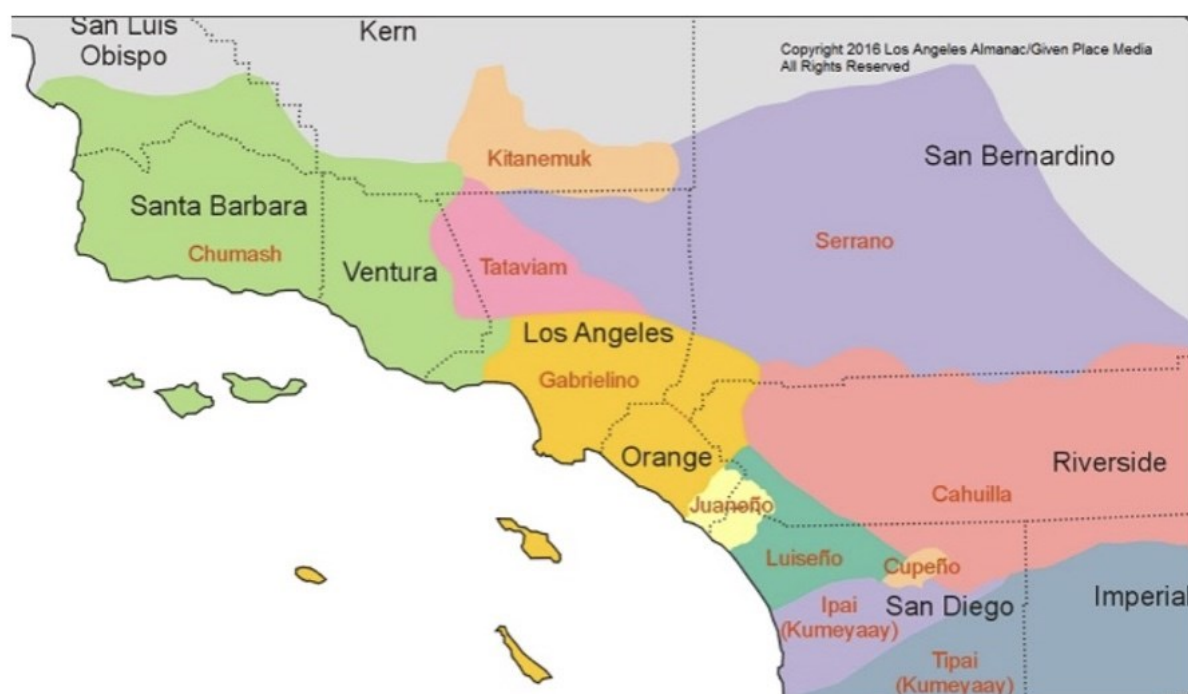 San Luis
Obispo
Kern
Copyright 2016 Los Angeles Almanac/Given Place Media
All Rights Reserved
Kitanemuk
San Bernardino
Santa Barbara
Chumash
Ventura
Tataviam
Serrano
Los Angeles
Gabrielino
Orange
Riverside
Juaneño
Cahuilla
Luiseño
Cupeño
Ipai
(Kumeyaay)
San Diego
Imperial
Tipai
(Kumeyaay)